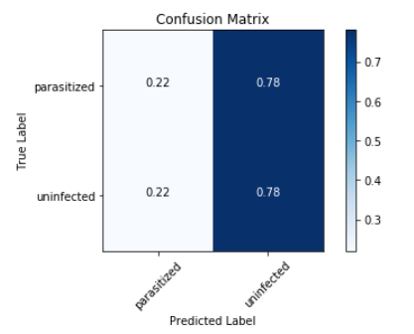 Confusion Matrix
True Label
parasitized
0.22
0.78
uninfected
0.22
0.78
parasitized
uninfected
Predicted Label
0.7
0.6
0.5
0.4
0.3